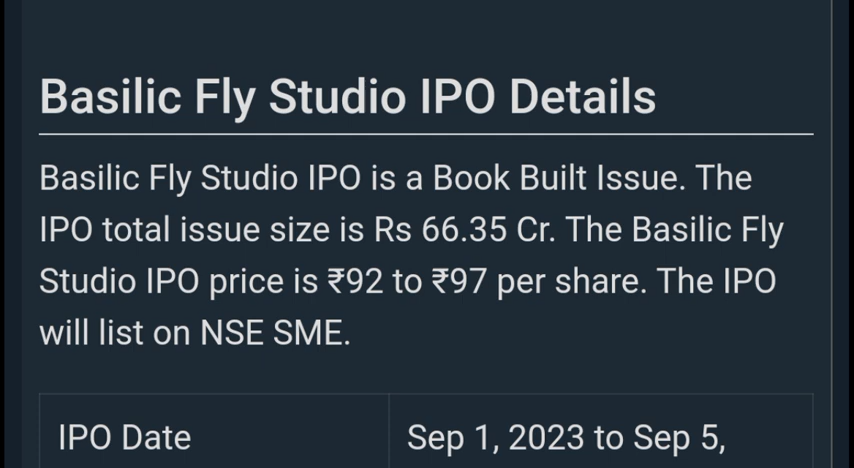 Basilic Fly Studio IPO Details
Basilic Fly Studio IPO is a Book Built Issue. The
IPO total issue size is Rs 66.35 Cr. The Basilic Fly
Studio IPO price is ₹92 to ₹97 per share. The IPO
will list on NSE SME.
IPO Date Sep 1, 2023 to Sep 5,